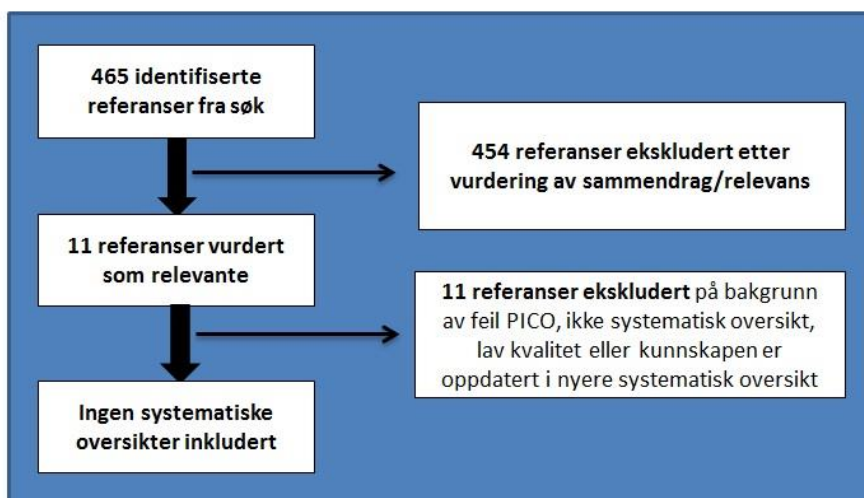 465 identifiserte
referanser fra søk
454 referanser ekskludert etter
vurdering av sammendrag/relevans
11 referanser vurdert
som relevante
11 referanser ekskludert på bakgrunn
av feil PICO, ikke systematisk oversikt,
lav kvalitet eller kunnskapen er
oppdatert i nyere systematisk oversikt
Ingen systematiske
oversikter inkludert